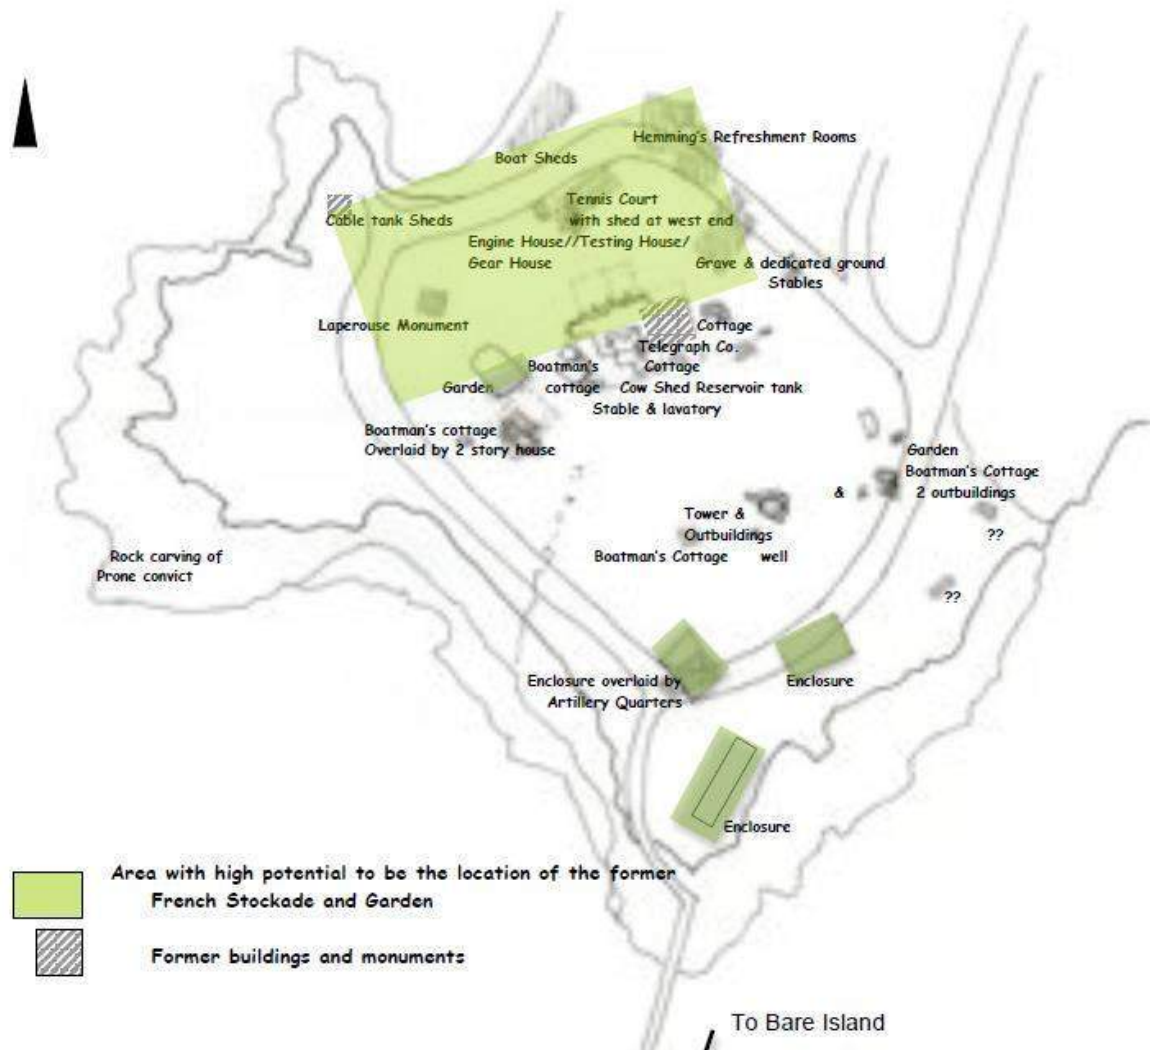 Hemming's Refreshment Rooms
Boat Sheds
Tennis Court
with shed at west end
Cable tank Sheds
Engine House//Testing House/
Gear House
Grave & dedicated ground
Stables
Laperouse Monument
Cottage
Telegraph Co.
Cottage
Boatman's
cottage
Garden
Cow Shed Reservoir tank
Stable & lavatory
Boatman's cottage
Overlaid by 2 story house
Garden
Boatman's Cottage
& 2 outbuildings
Tower &
Outbuildings
Boatman's Cottage well
??
??
Rock carving of
Prone convict
Enclosure overlaid by
Artillery Quarters
Enclosure
Enclosure
Area with high potential to be the location of the former
French Stockade and Garden
Former buildings and monuments
To Bare Island